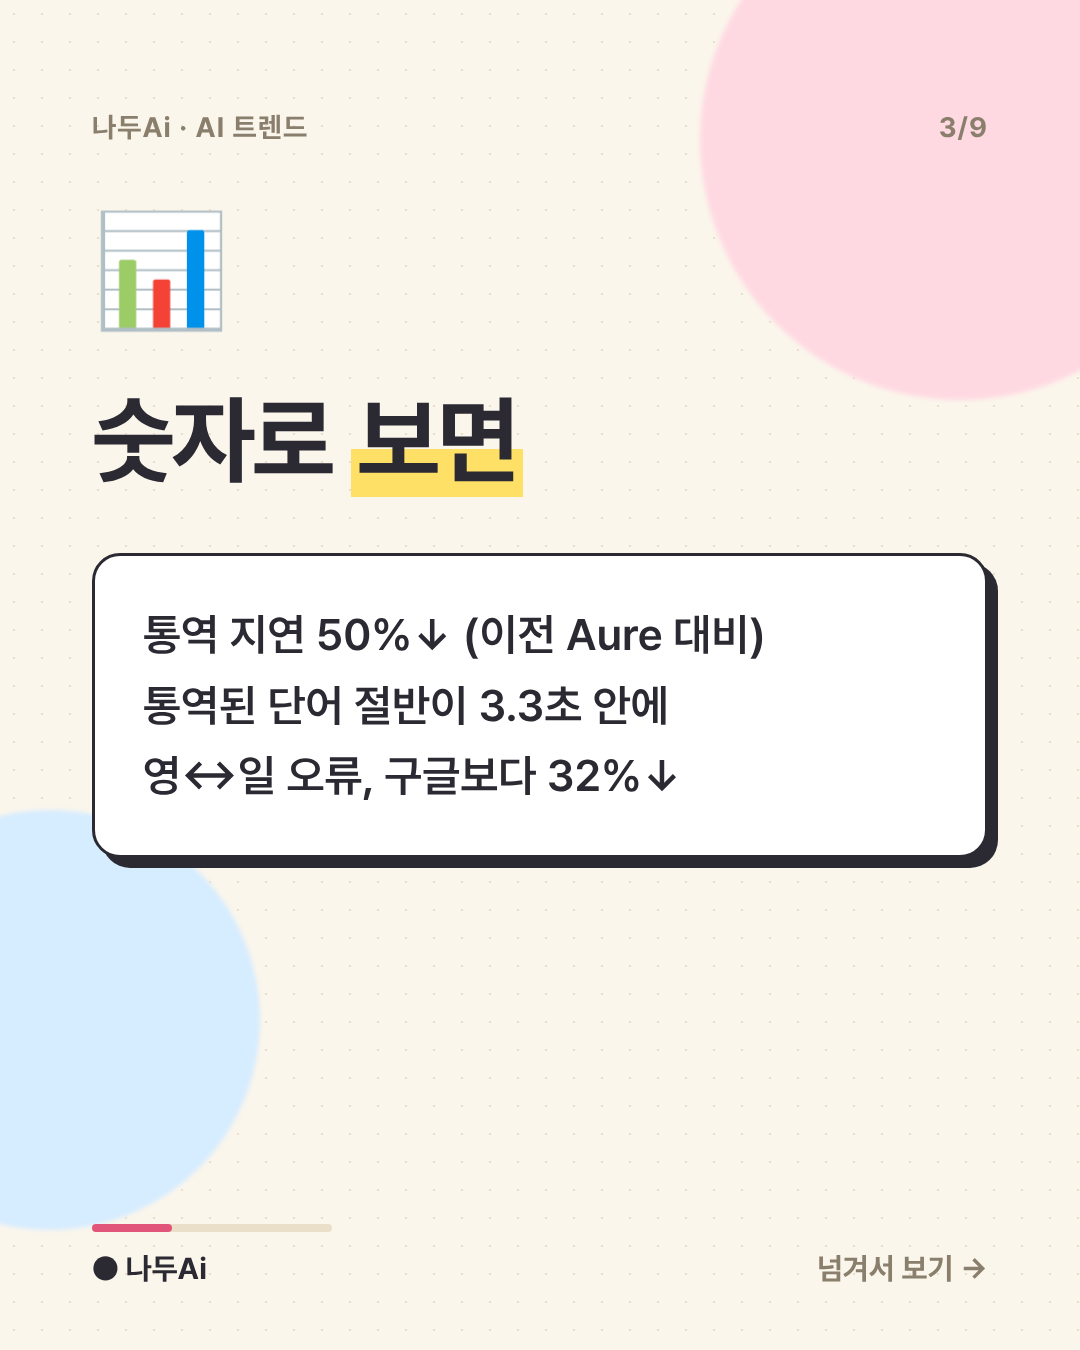 나두Ai · AI 트렌드
3/9
숫자로 보면
통역 지연 50%↓ (이전 Aure 대비)
통역된 단어 절반이 3.3초 안에
영↔일 오류, 구글보다 32%↓
● 나두Ai
넘겨서 보기 →